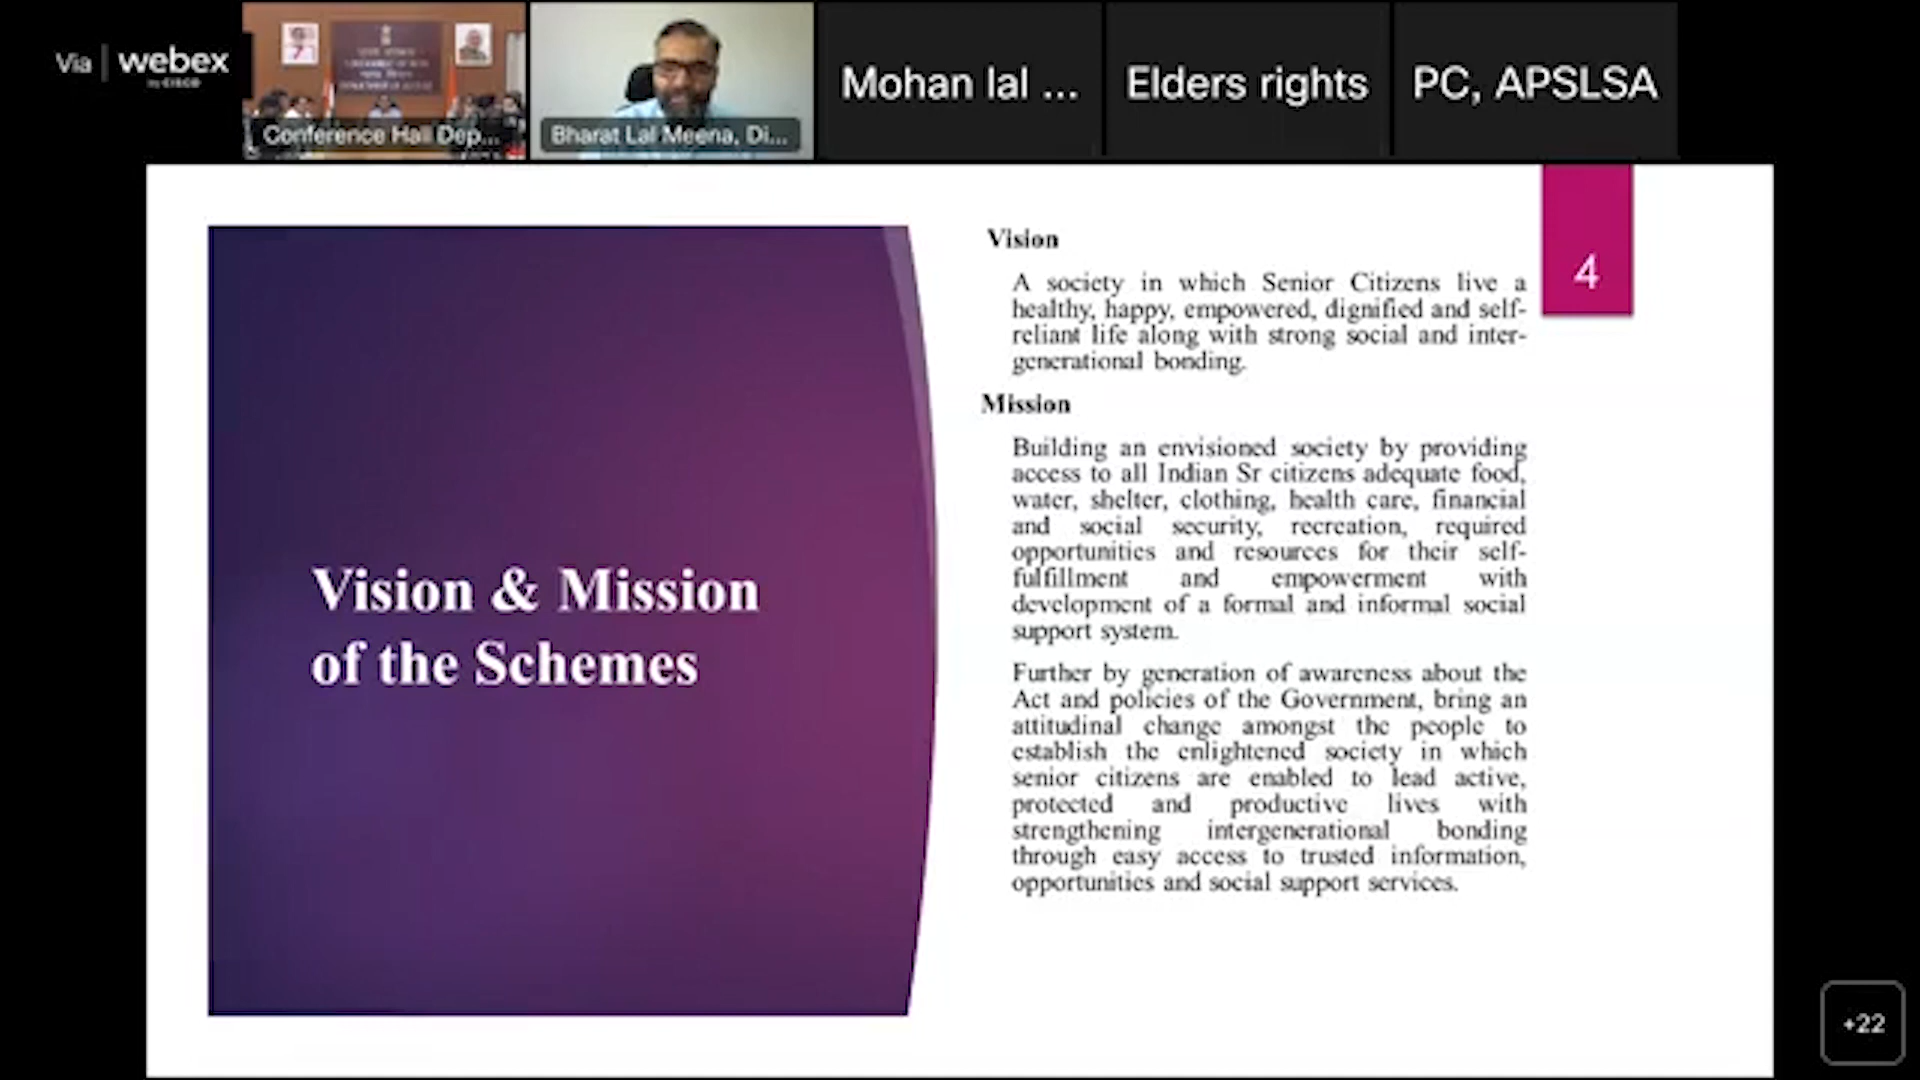 Via webex
by CISCO
Conference Hall Dep...
Bharat Lal Meena, Di...
Mohan lal ...
Elders rights
PC, APSLSA
4
Vision & Mission
of the Schemes
Vision
A society in which Senior Citizens live a
healthy, happy, empowered, dignified and self-
reliant life along with strong social and inter-
generational bonding.
Mission
Building an envisioned society by providing
access to all Indian Sr citizens adequate food,
water, shelter, clothing, health care, financial
and social security, recreation, required
opportunities and resources for their self-
fulfillment and empowerment with
development of a formal and informal social
support system.
Further by generation of awareness about the
Act and policies of the Government, bring an
attitudinal change amongst the people to
establish the enlightened society in which
senior citizens are enabled to lead active,
protected and productive lives with
strengthening intergenerational bonding
through easy access to trusted information,
opportunities and social support services.
+22